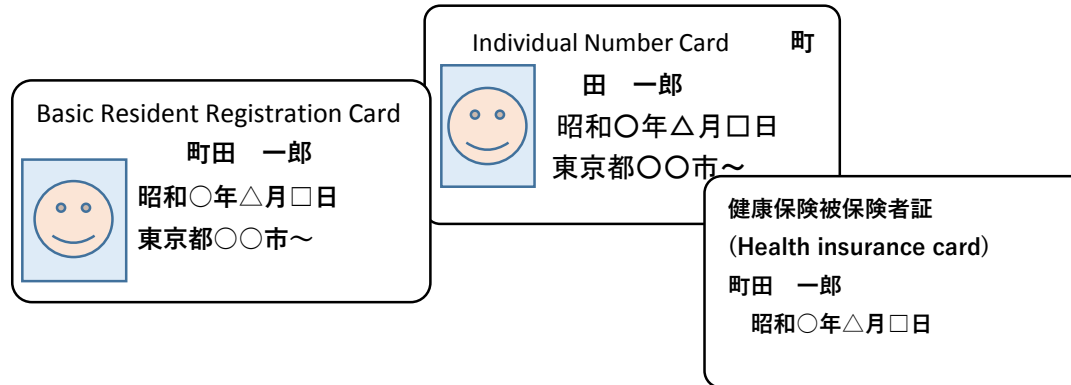 Basic Resident Registration Card
町田　一郎
昭和○年△月□日
東京都○○市～
Individual Number Card　町
田　一郎
昭和〇年△月□日
東京都〇〇市～
健康保険被保険者証
(Health insurance card)
町田　一郎
昭和○年△月□日